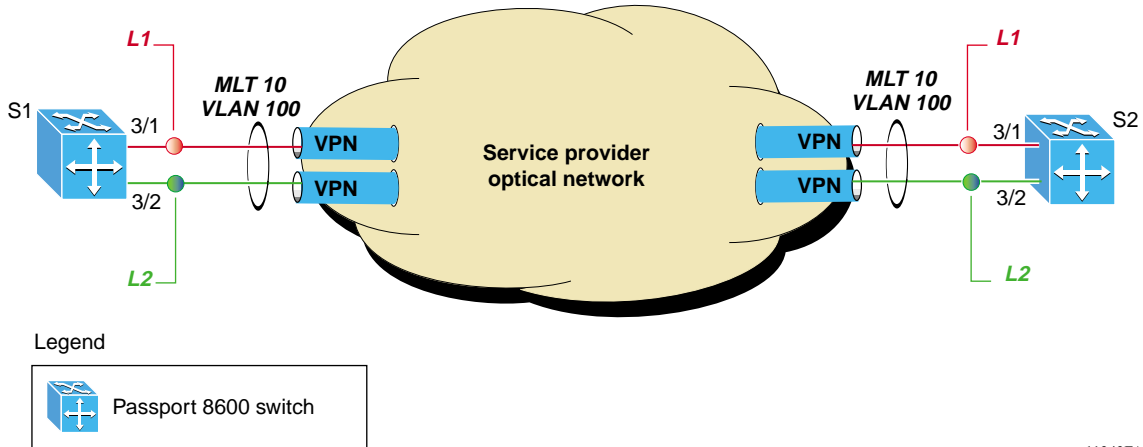 L1
MLT 10
VLAN 100
S1
3/1
3/2
L2
VPN
VPN
Service provider
optical network
VPN
VPN
MLT 10
VLAN 100
L1
3/1
S2
3/2
L2
Legend
Passport 8600 switch